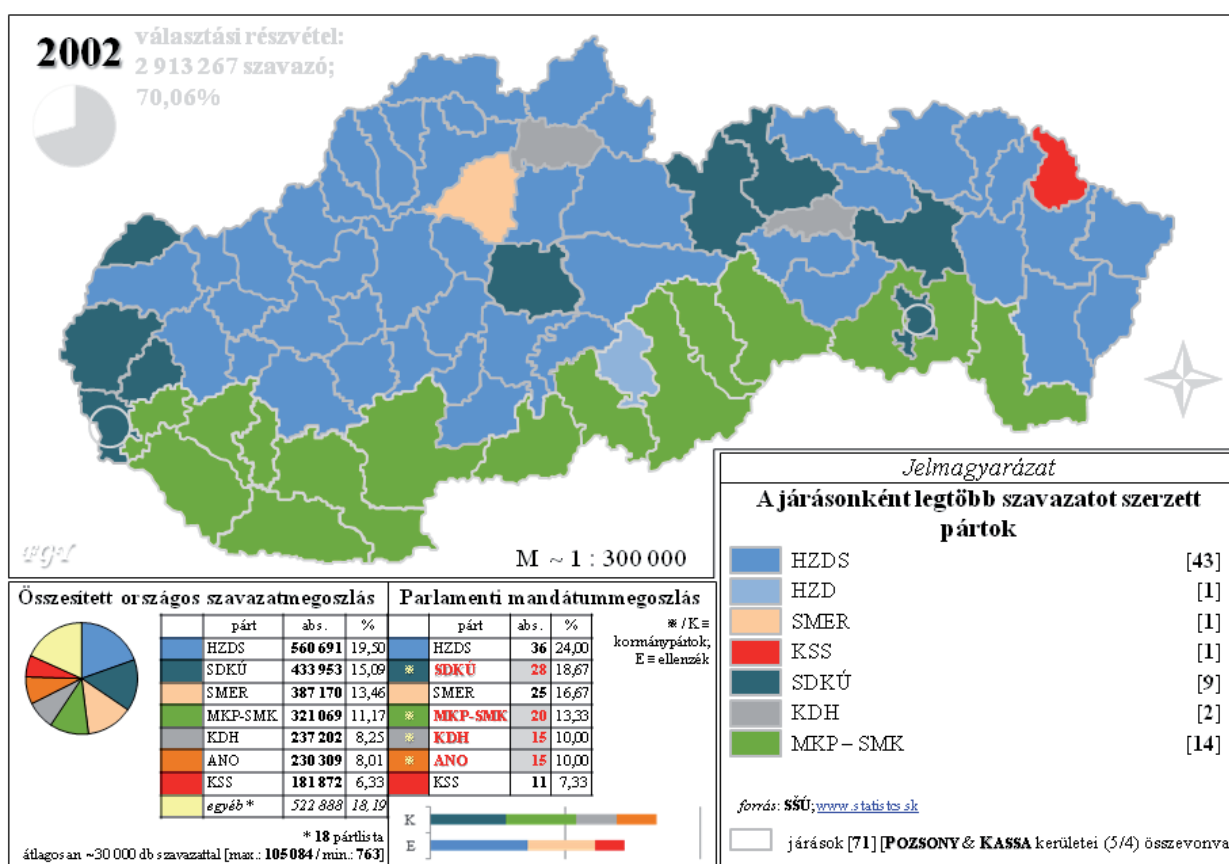 2002
választási részvétel:
2 913 267 szavazó;
70,06%
FGY
M ~ 1 : 300 000
Összesített országos szavazatmegoszlás
párt abs. %
HZDS 560 691 19,50
SDKÚ 433 953 15,09
SMER 387 170 13,46
MKP-SMK 321 069 11,17
KDH 237 202 8,25
ANO 230 309 8,01
KSS 181 872 6,33
egyéb * 522 888 18,19
* 18 pártlista
átlagosan ~30 000 db szavazattal [max.: 105 084 / min.: 763]
Parlamenti mandátummegoszlás
párt abs. %
HZDS 36 24,00
※ SDKÚ 28 18,67
SMER 25 16,67
※ MKP-SMK 20 13,33
※ KDH 15 10,00
※ ANO 15 10,00
KSS 11 7,33
※ / K ≡
kormánypártok;
E ≡ ellenzék
K
E
Jelmagyarázat
A járásonként legtöbb szavazatot szerzett
pártok
HZDS [43]
HZD [1]
SMER [1]
KSS [1]
SDKÚ [9]
KDH [2]
MKP – SMK [14]
forrás: SŠÚ; www.statistcs.sk
járások [71] [POZSONY & KASSA kerületei (5/4) összevonva